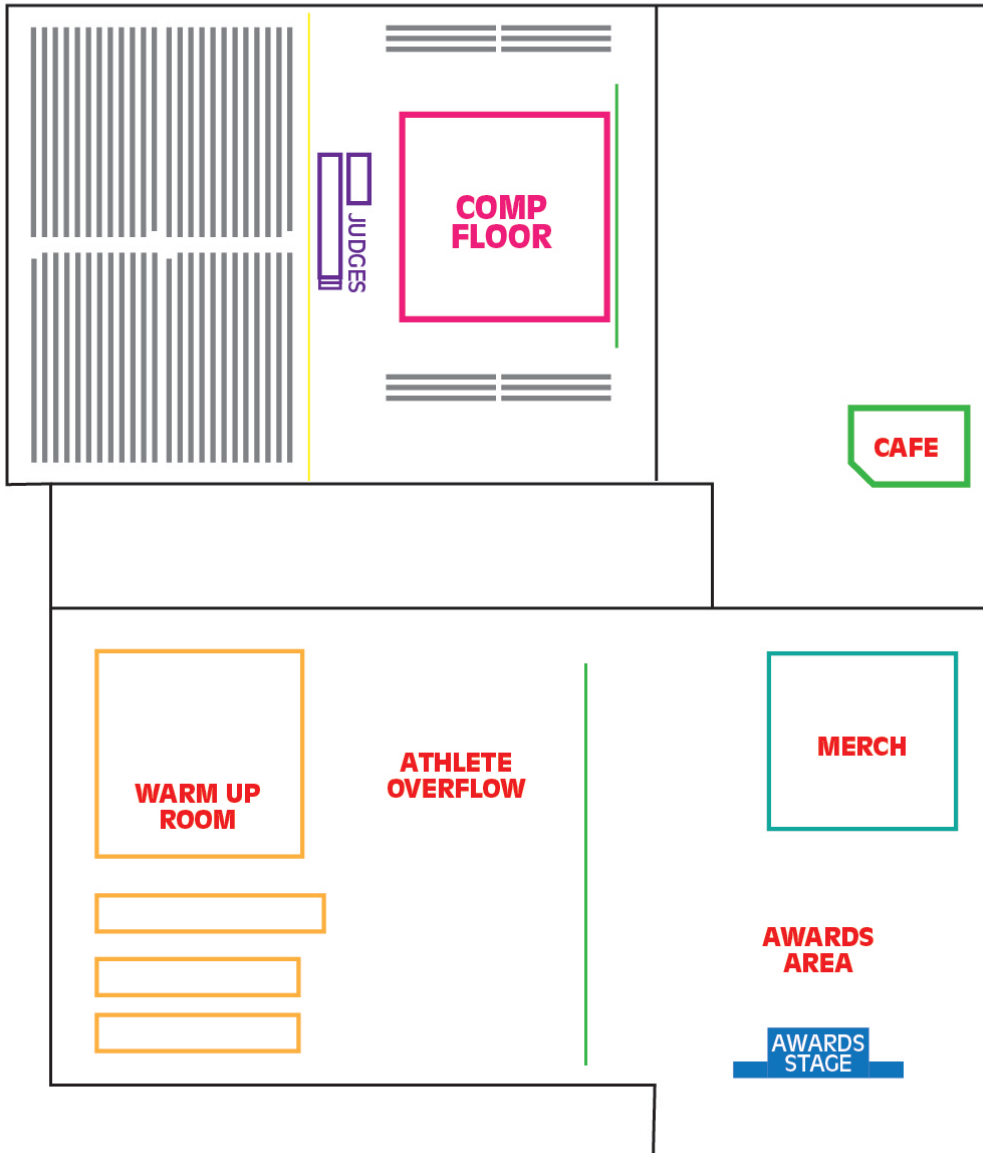 COMP
FLOOR
JUDGES
CAFE
WARM UP
ROOM
ATHLETE
OVERFLOW
MERCH
AWARDS
AREA
AWARDS
STAGE